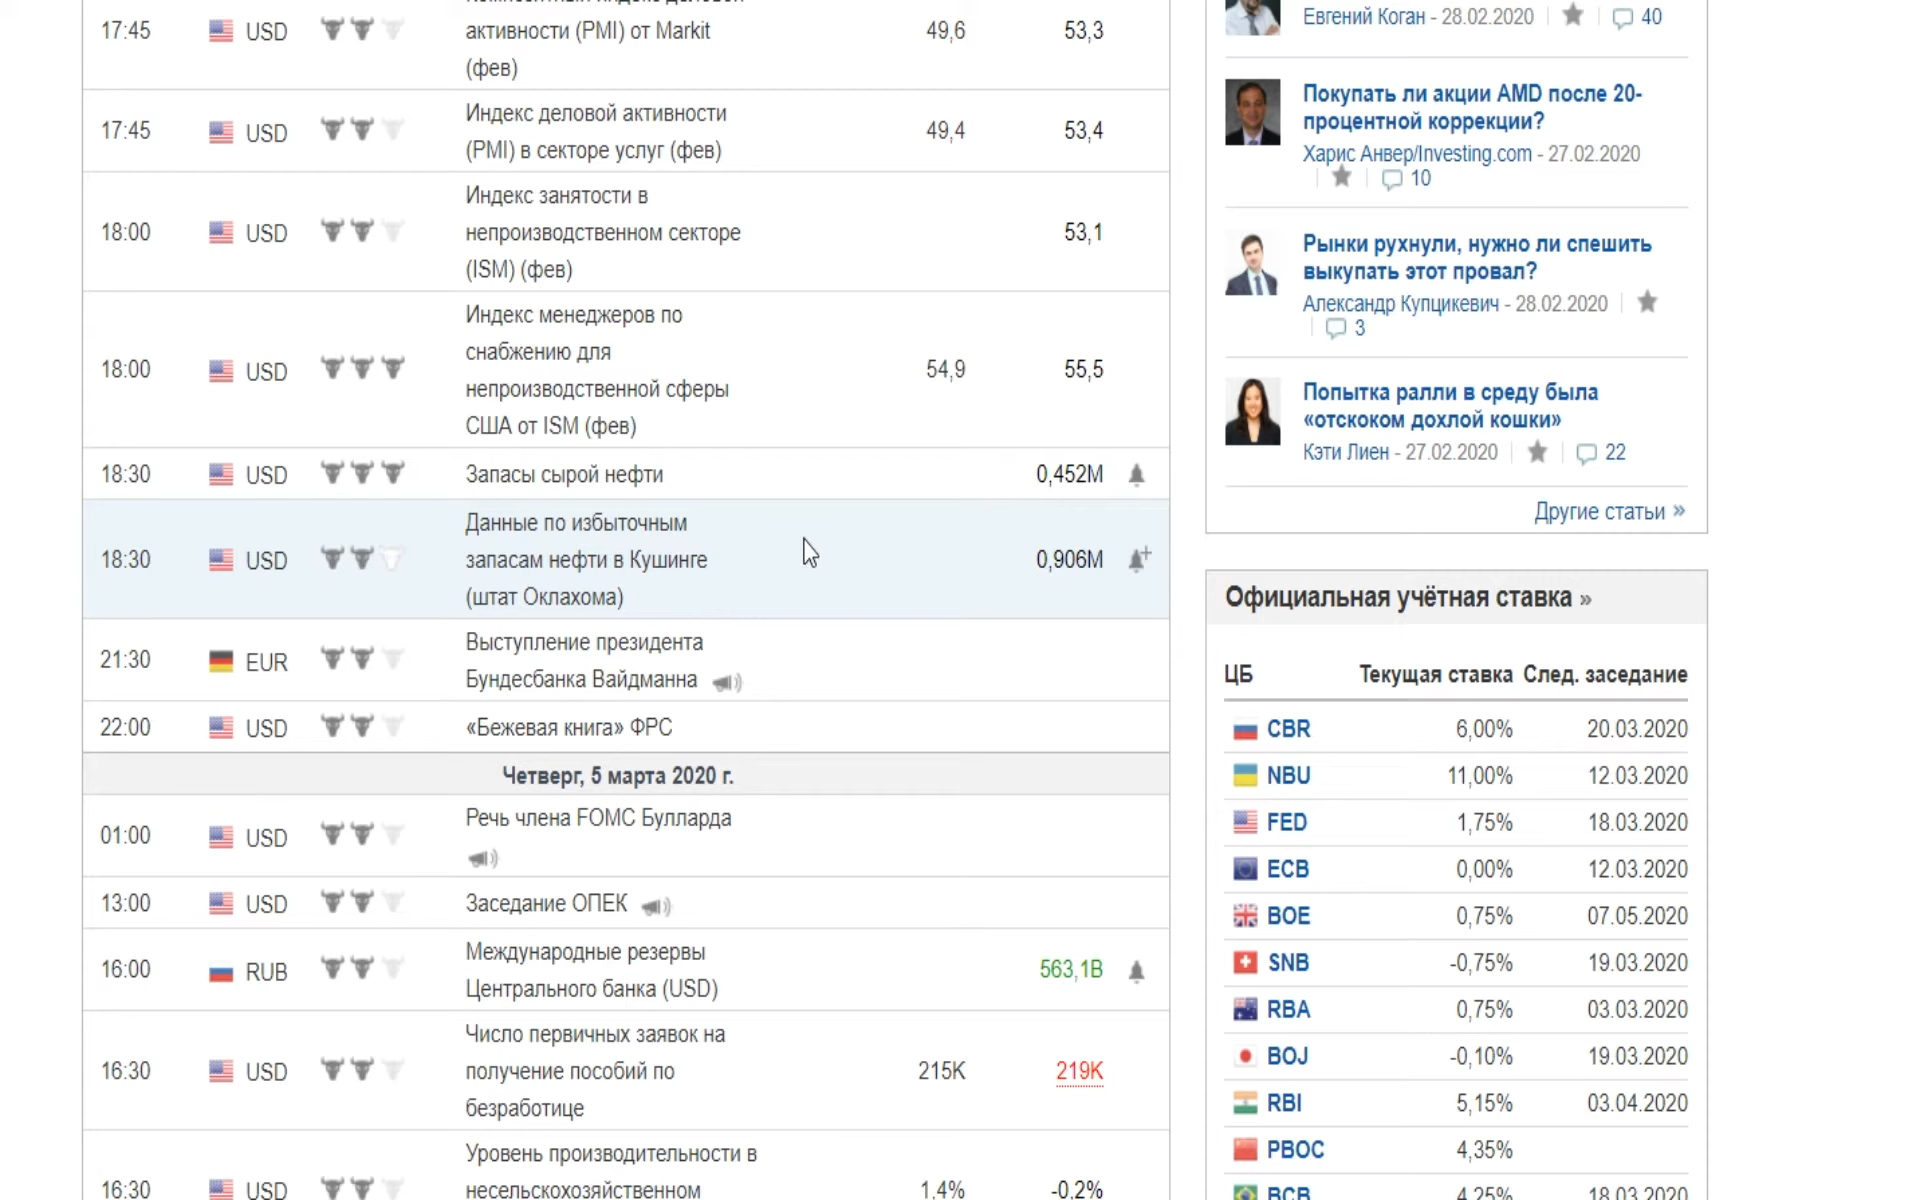 17:45 USD активности (PMI) от Markit 49,6 53,3
(фев)
Индекс деловой активности
17:45 USD (PMI) в секторе услуг (фев) 49,4 53,4
Индекс занятости в
18:00 USD непроизводственном секторе 53,1
(ISM) (фев)
Индекс менеджеров по
снабжению для
18:00 USD непроизводственной сферы 54,9 55,5
США от ISM (фев)
18:30 USD Запасы сырой нефти 0,452M
Данные по избыточным
18:30 USD запасам нефти в Кушинге 0,906M
(штат Оклахома)
Выступление президента
21:30 EUR Бундесбанка Вайдманна
22:00 USD «Бежевая книга» ФРС
Четверг, 5 марта 2020 г.
01:00 USD Речь члена FOMC Булларда
13:00 USD Заседание ОПЕК
Международные резервы
16:00 RUB Центрального банка (USD) 563,1B
Число первичных заявок на
16:30 USD получение пособий по 215K 219K
безработице
Уровень производительности в
16:30 USD несельскохозяйственном 1,4% -0,2%
Евгений Коган - 28.02.2020 40
Покупать ли акции AMD после 20-
процентной коррекции?
Харис Анвер/Investing.com - 27.02.2020
10
Рынки рухнули, нужно ли спешить
выкупать этот провал?
Александр Купцикевич - 28.02.2020
3
Попытка ралли в среду была
«отскоком дохлой кошки»
Кэти Лиен - 27.02.2020 22
Другие статьи »
Официальная учётная ставка »
ЦБ Текущая ставка След. заседание
CBR 6,00% 20.03.2020
NBU 11,00% 12.03.2020
FED 1,75% 18.03.2020
ECB 0,00% 12.03.2020
BOE 0,75% 07.05.2020
SNB -0,75% 19.03.2020
RBA 0,75% 03.03.2020
BOJ -0,10% 19.03.2020
RBI 5,15% 03.04.2020
PBOC 4,35%
BCB 4,25% 18.03.2020